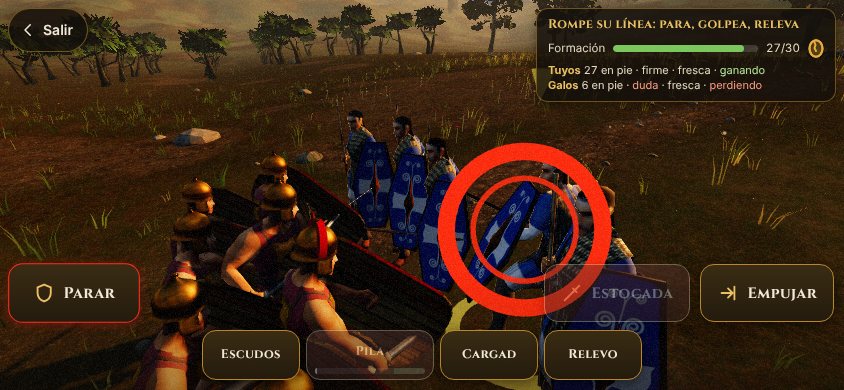 Salir
ROMPE SU LÍNEA: PARA, GOLPEA, RELEVA
Formación 27/30
Tuyos 27 en pie · firme · fresca · ganando
Galos 6 en pie · duda · fresca · perdiendo
PARAR
ESTOCADA
EMPUJAR
ESCUDOS
PILA
CARGAD
RELEVO